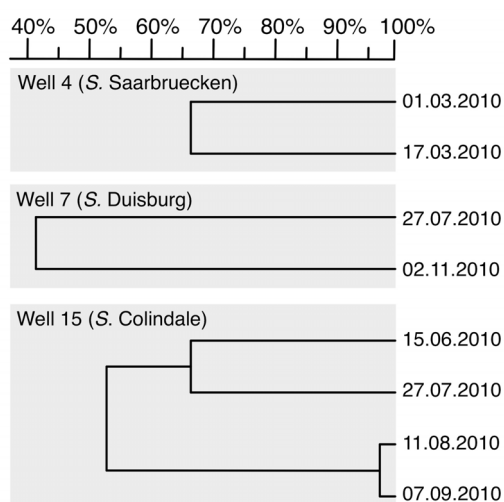 40% 50% 60% 70% 80% 90% 100%
Well 4 (S. Saarbruecken)
01.03.2010
17.03.2010
Well 7 (S. Duisburg)
27.07.2010
02.11.2010
Well 15 (S. Colindale)
15.06.2010
27.07.2010
11.08.2010
07.09.2010